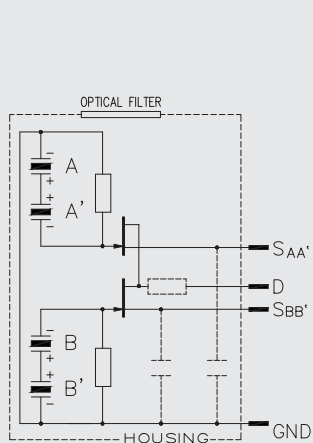 OPTICAL FILTER
−
A
+
+
A'
−
SAA'
D
SBB'
−
B
+
+
B'
−
HOUSING
GND